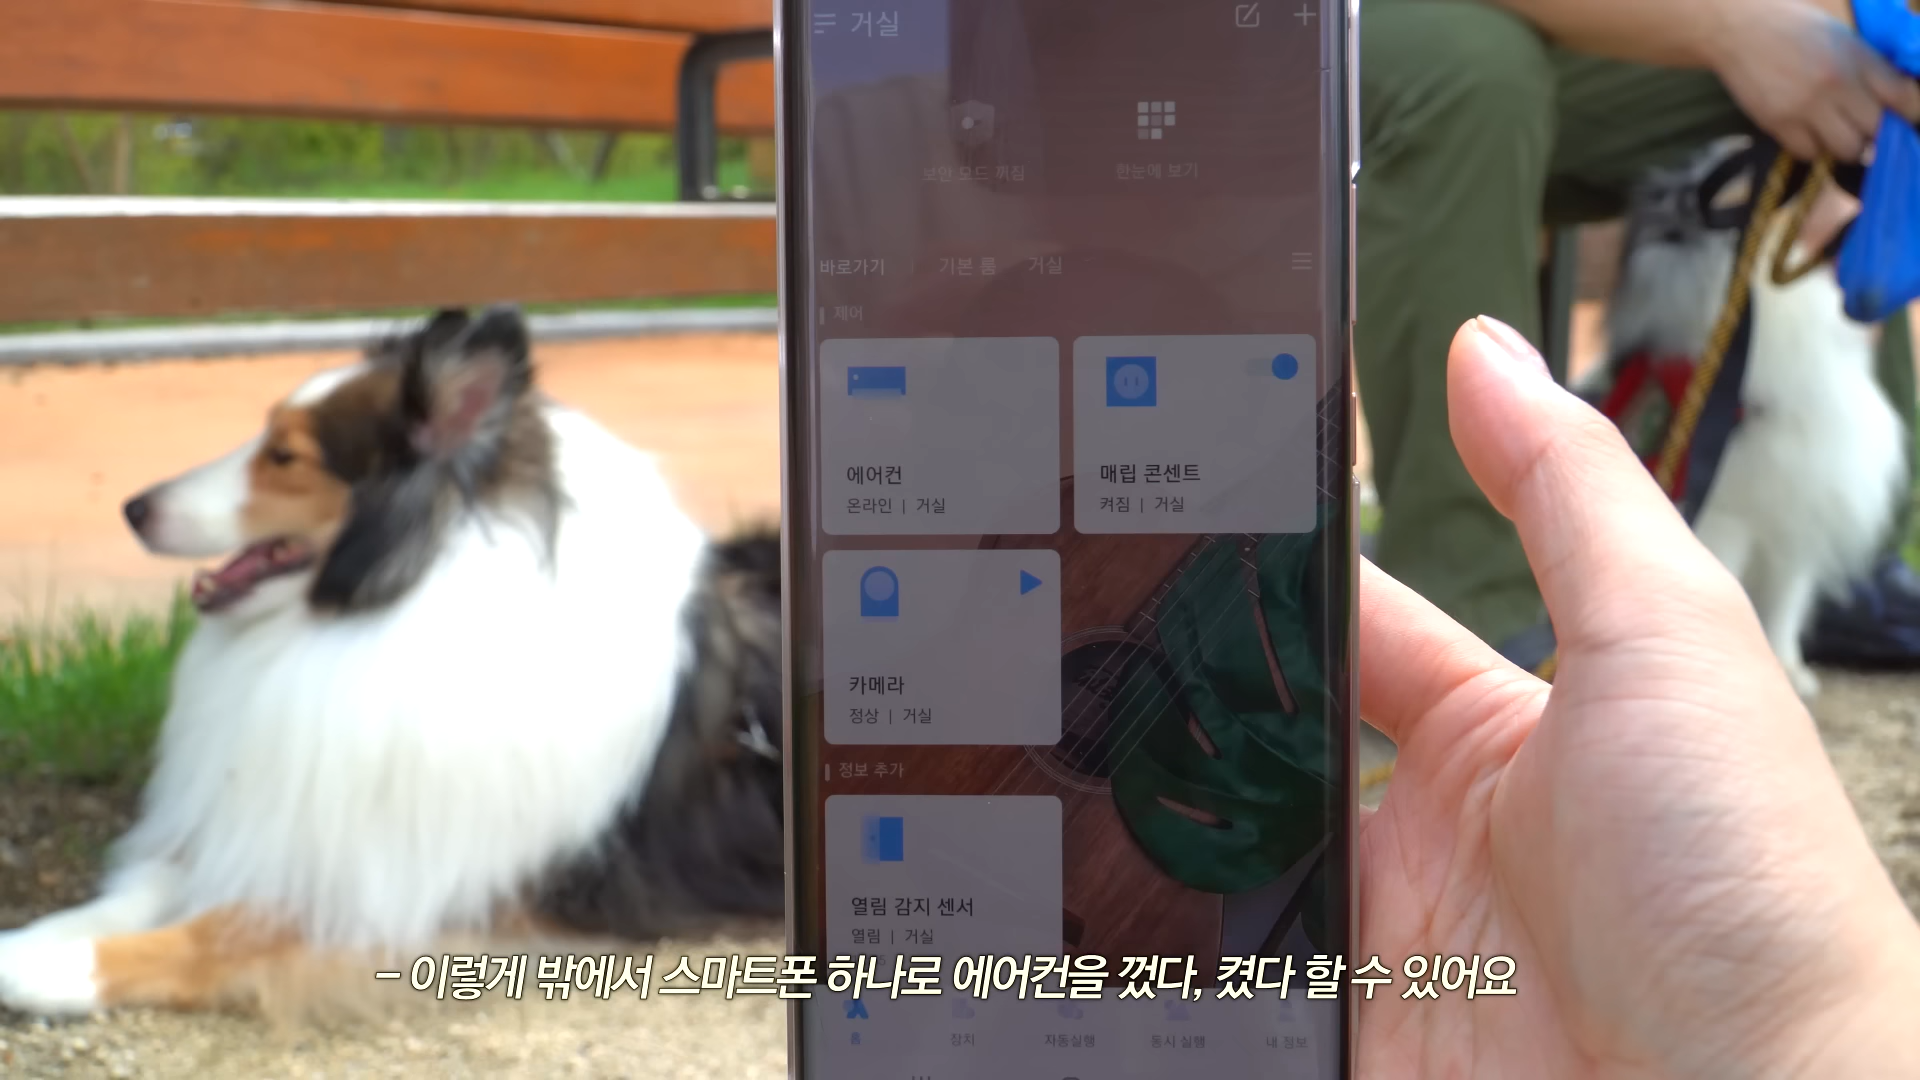 거실
보안 모드 꺼짐
한눈에 보기
바로가기 | 기본 룸 거실
제어
에어컨
온라인 | 거실
매립 콘센트
켜짐 | 거실
카메라
정상 | 거실
정보 추가
열림 감지 센서
열림 | 거실
- 이렇게 밖에서 스마트폰 하나로 에어컨을 껐다, 켰다 할 수 있어요
홈 장치 자동실행 동시 실행 내 정보